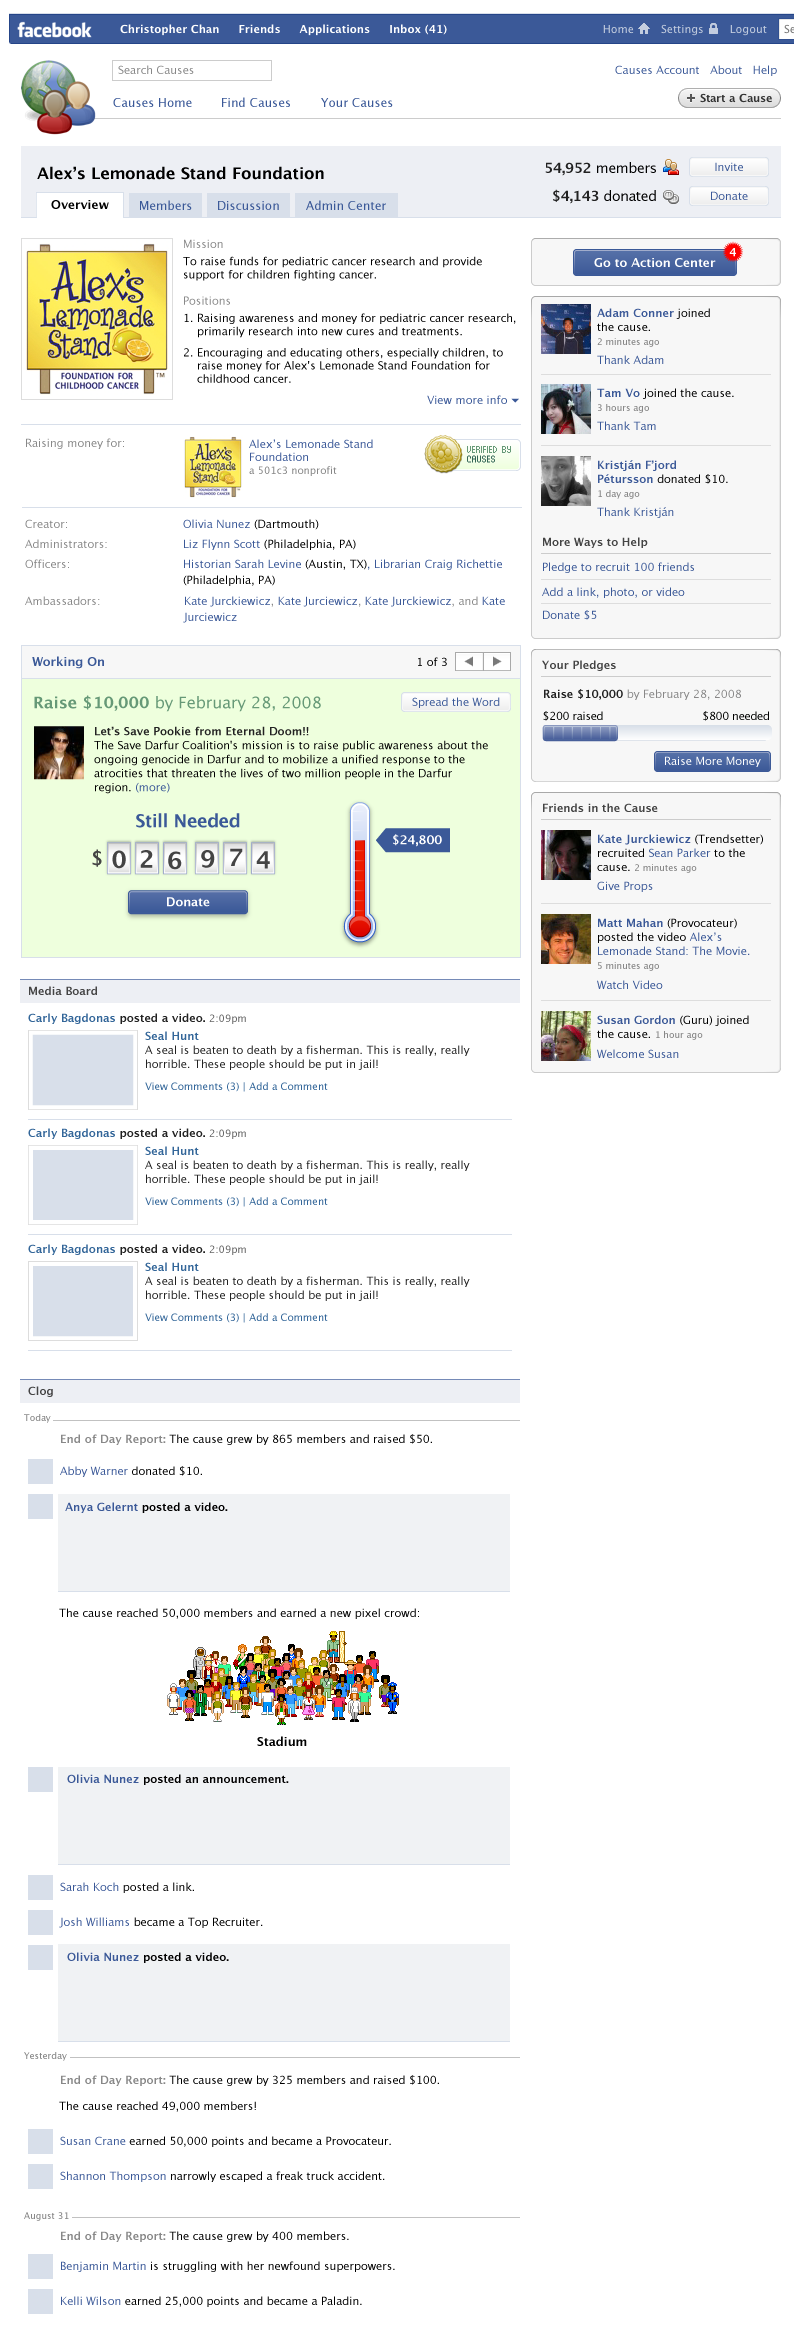 facebook Christopher Chan Friends Applications Inbox (41) Home Settings Logout Se
Search Causes
Causes Account About Help
Causes Home Find Causes Your Causes
+ Start a Cause
Alex's Lemonade Stand Foundation
54,952 members Invite
$4,143 donated Donate
Overview Members Discussion Admin Center
Alex's
Lemonade
Stand
FOUNDATION FOR
CHILDHOOD CANCER
TM
Mission
To raise funds for pediatric cancer research and provide
support for children fighting cancer.
Positions
1. Raising awareness and money for pediatric cancer research,
primarily research into new cures and treatments.
2. Encouraging and educating others, especially children, to
raise money for Alex's Lemonade Stand Foundation for
childhood cancer.
View more info
Raising money for:
Alex's
Lemonade
Stand
FOUNDATION FOR
CHILDHOOD CANCER
Alex's Lemonade Stand
Foundation
a 501c3 nonprofit
VERIFIED BY
CAUSES
Creator: Olivia Nunez (Dartmouth)
Administrators: Liz Flynn Scott (Philadelphia, PA)
Officers: Historian Sarah Levine (Austin, TX), Librarian Craig Richettie
(Philadelphia, PA)
Ambassadors: Kate Jurckiewicz, Kate Jurciewicz, Kate Jurckiewicz, and Kate
Jurciewicz
Working On 1 of 3
Raise $10,000 by February 28, 2008 Spread the Word
Let's Save Pookie from Eternal Doom!!
The Save Darfur Coalition's mission is to raise public awareness about the
ongoing genocide in Darfur and to mobilize a unified response to the
atrocities that threaten the lives of two million people in the Darfur
region. (more)
Still Needed
$ 0 2 6 9 7 4
Donate
$24,800
Media Board
Carly Bagdonas posted a video. 2:09pm
Seal Hunt
A seal is beaten to death by a fisherman. This is really, really
horrible. These people should be put in jail!
View Comments (3) | Add a Comment
Carly Bagdonas posted a video. 2:09pm
Seal Hunt
A seal is beaten to death by a fisherman. This is really, really
horrible. These people should be put in jail!
View Comments (3) | Add a Comment
Carly Bagdonas posted a video. 2:09pm
Seal Hunt
A seal is beaten to death by a fisherman. This is really, really
horrible. These people should be put in jail!
View Comments (3) | Add a Comment
Clog
Today
End of Day Report: The cause grew by 865 members and raised $50.
Abby Warner donated $10.
Anya Gelernt posted a video.
The cause reached 50,000 members and earned a new pixel crowd:
Stadium
Olivia Nunez posted an announcement.
Sarah Koch posted a link.
Josh Williams became a Top Recruiter.
Olivia Nunez posted a video.
Yesterday
End of Day Report: The cause grew by 325 members and raised $100.
The cause reached 49,000 members!
Susan Crane earned 50,000 points and became a Provocateur.
Shannon Thompson narrowly escaped a freak truck accident.
August 31
End of Day Report: The cause grew by 400 members.
Benjamin Martin is struggling with her newfound superpowers.
Kelli Wilson earned 25,000 points and became a Paladin.
Go to Action Center 4
Adam Conner joined
the cause.
2 minutes ago
Thank Adam
Tam Vo joined the cause.
3 hours ago
Thank Tam
Kristján F'jord
Pétursson donated $10.
1 day ago
Thank Kristján
More Ways to Help
Pledge to recruit 100 friends
Add a link, photo, or video
Donate $5
Your Pledges
Raise $10,000 by February 28, 2008
$200 raised $800 needed
Raise More Money
Friends in the Cause
Kate Jurckiewicz (Trendsetter)
recruited Sean Parker to the
cause. 2 minutes ago
Give Props
Matt Mahan (Provocateur)
posted the video Alex's
Lemonade Stand: The Movie.
5 minutes ago
Watch Video
Susan Gordon (Guru) joined
the cause. 1 hour ago
Welcome Susan